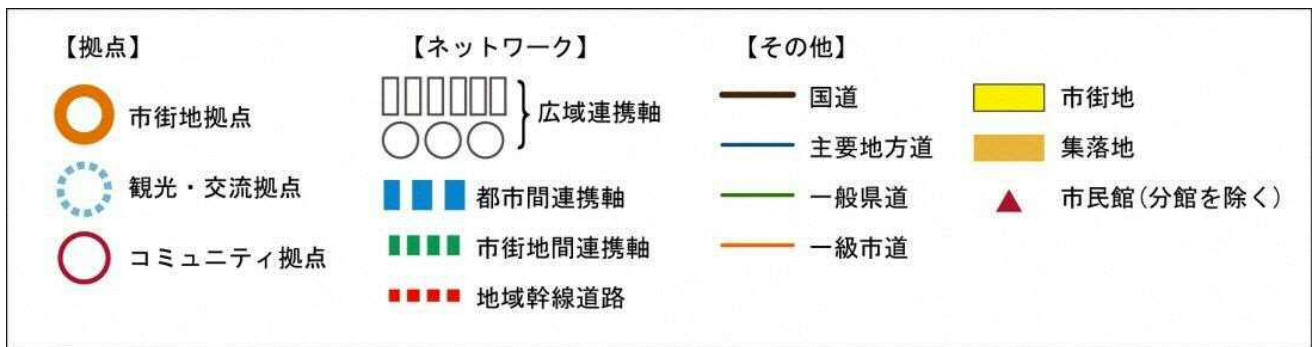 【拠点】
市街地拠点
観光・交流拠点
コミュニティ拠点
【ネットワーク】
広域連携軸
都市間連携軸
市街地間連携軸
地域幹線道路
【その他】
国道
主要地方道
一般県道
一級市道
市街地
集落地
市民館(分館を除く)